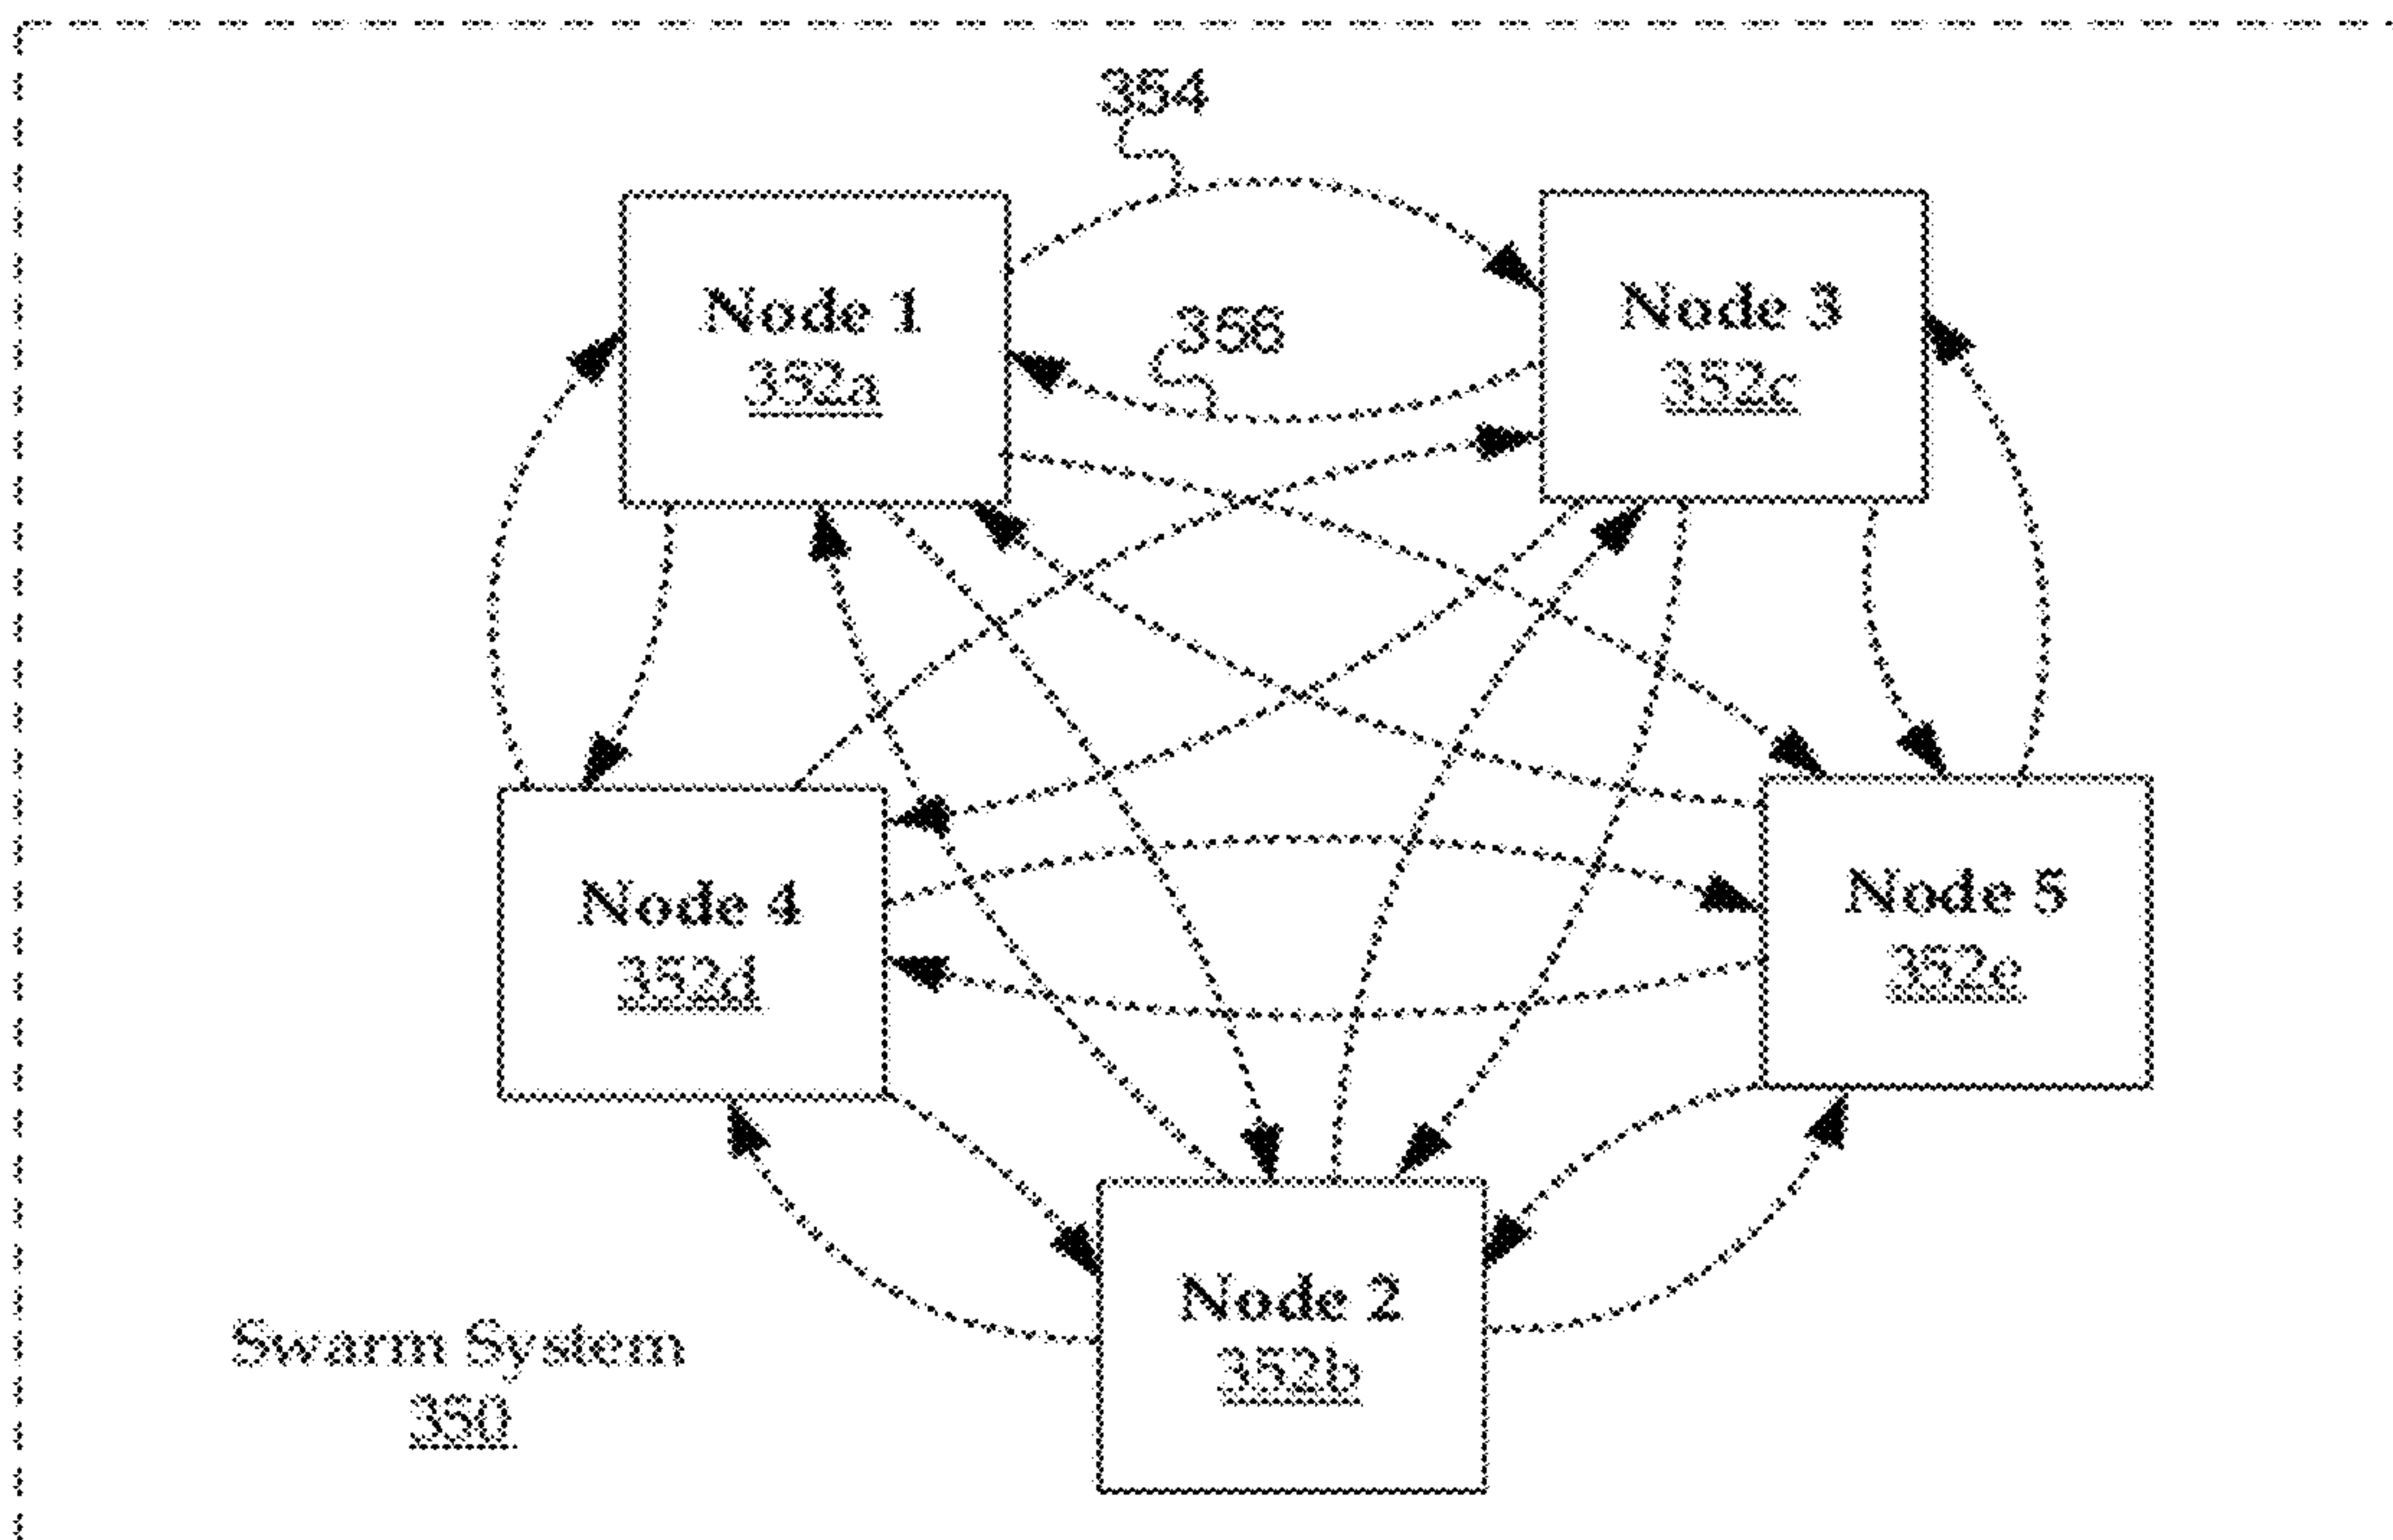 354
Node 1
352a
356
Node 3
352c
Node 4
352d
Node 5
352e
Node 2
352b
Swarm System
350